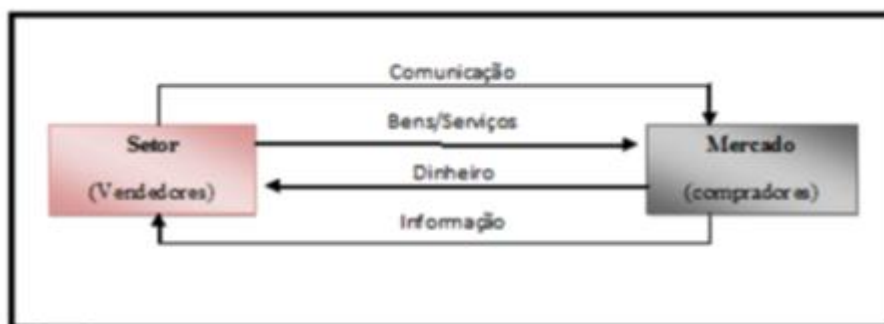 Comunicação
Bens/Serviços
Setor
(Vendedores)
Mercado
(compradores)
Dinheiro
Informação